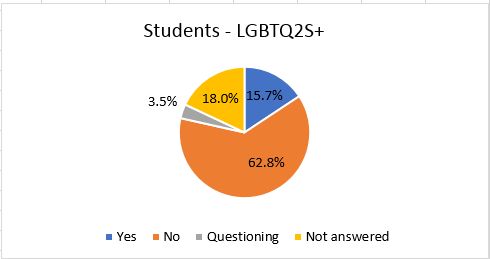 Students - LGBTQ2S+
3.5%
18.0%
15.7%
62.8%
Yes No Questioning Not answered